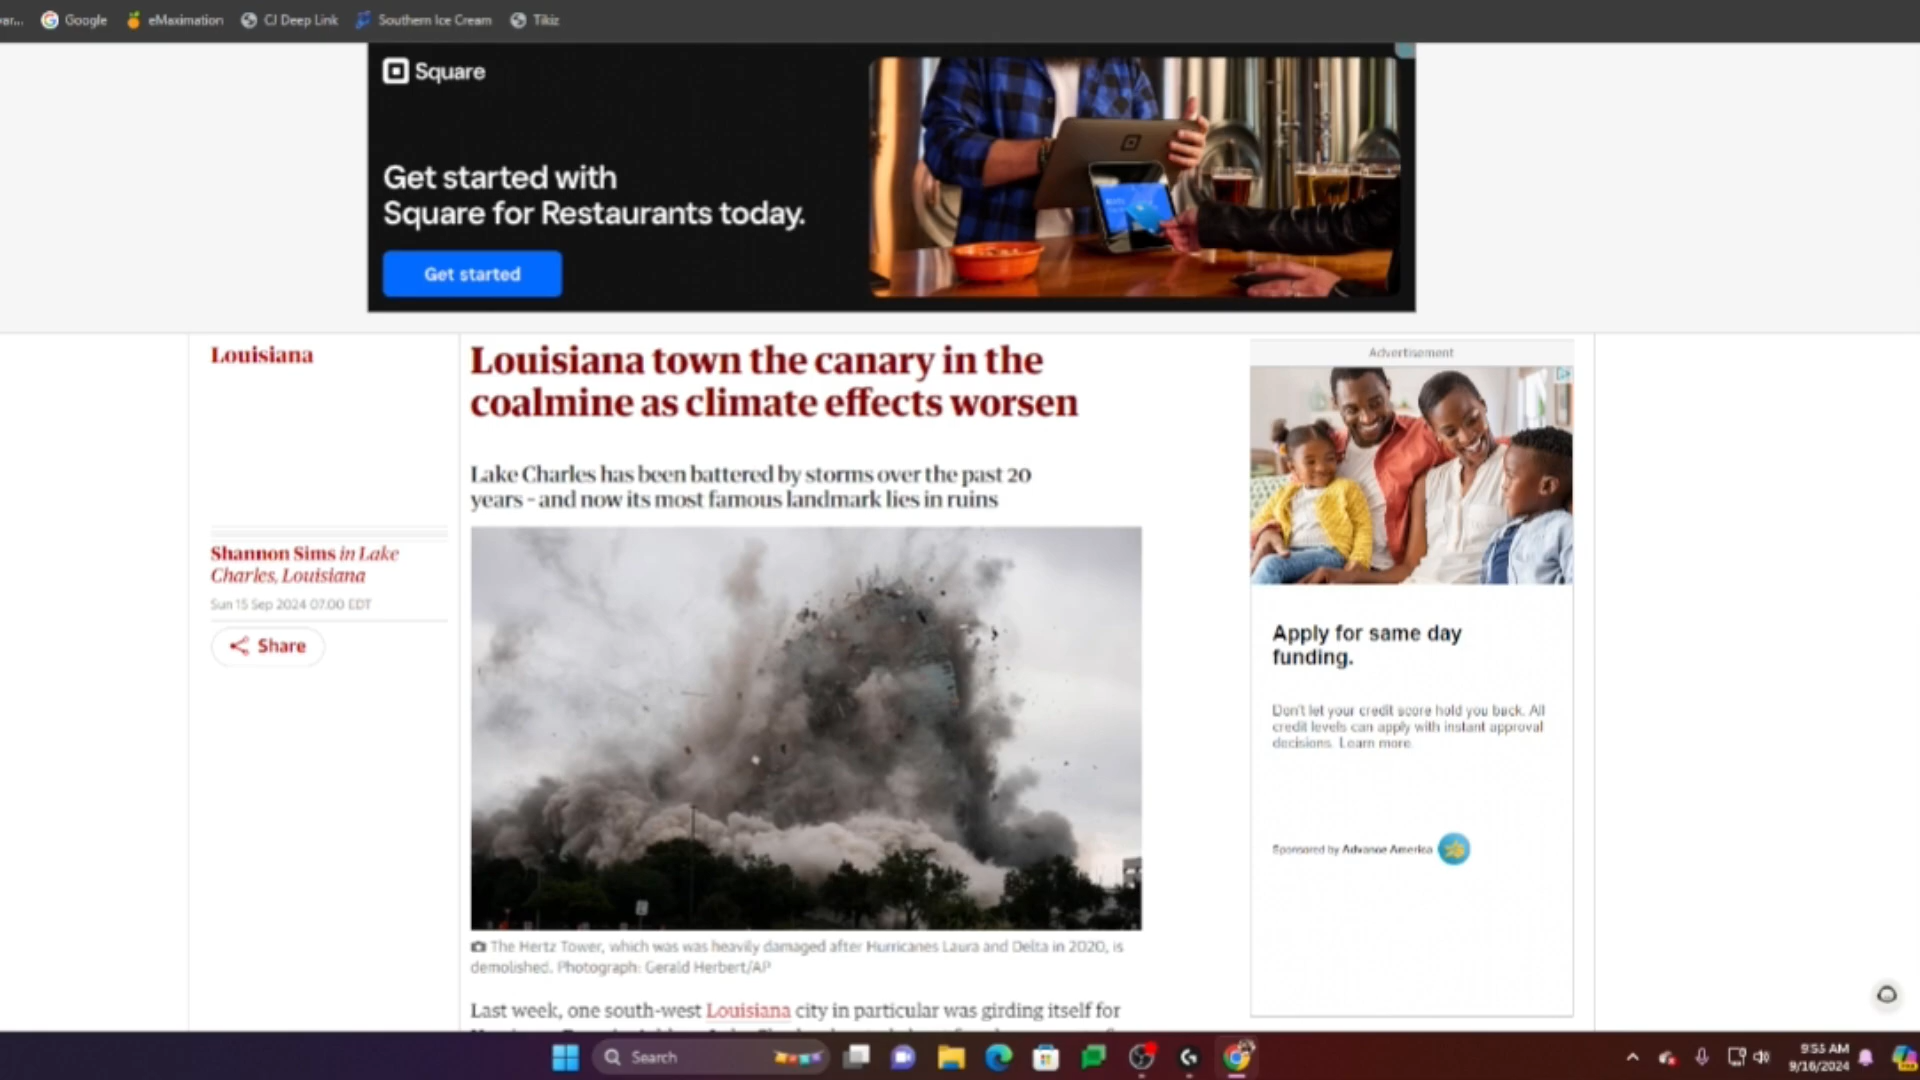 Google
eMaximation
CJ Deep Link
Southern Ice Cream
Tikiz
Square
Get started with
Square for Restaurants today.
Get started
Louisiana
Louisiana town the canary in the
coalmine as climate effects worsen
Lake Charles has been battered by storms over the past 20
years – and now its most famous landmark lies in ruins
Shannon Sims in Lake
Charles, Louisiana
Sun 15 Sep 2024 07.00 EDT
Share
The Hertz Tower, which was was heavily damaged after Hurricanes Laura and Delta in 2020, is
demolished. Photograph: Gerald Herbert/AP
Last week, one south-west Louisiana city in particular was girding itself for
Advertisement
Apply for same day
funding.
Don't let your credit score hold you back. All
credit levels can apply with instant approval
decisions. Learn more.
Sponsored by Advance America
Search
9:55 AM
9/16/2024